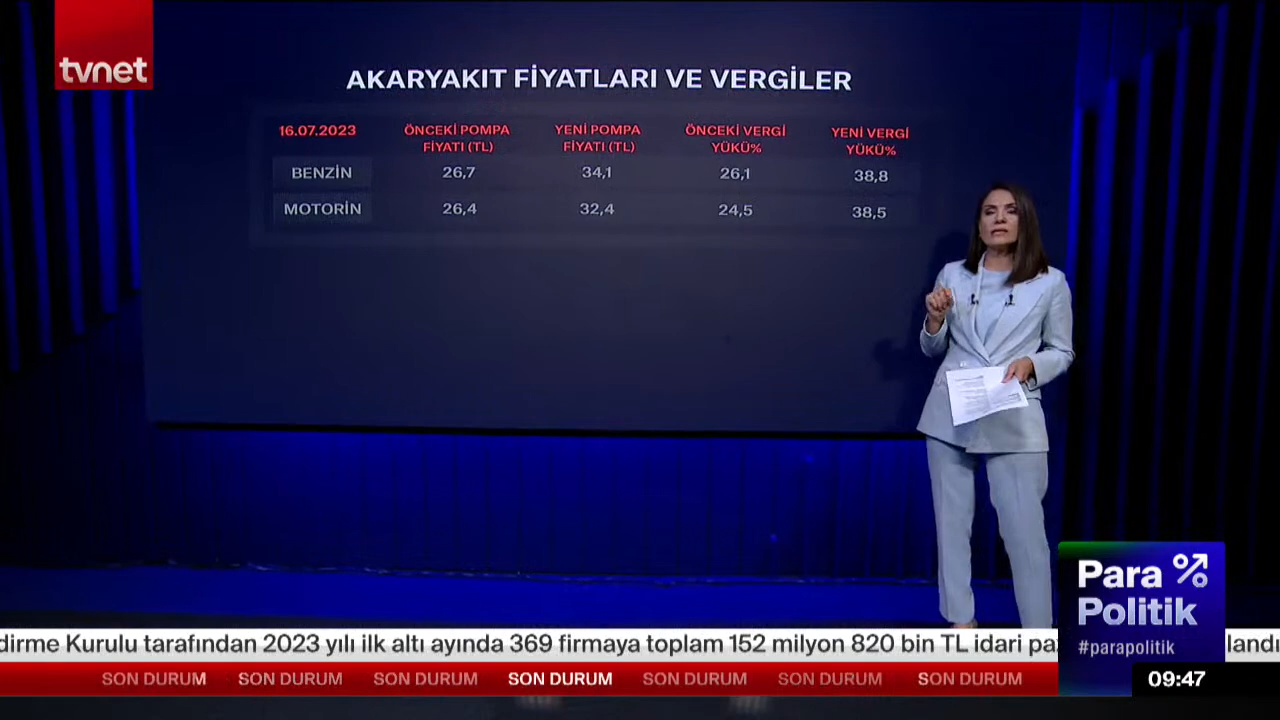 tvnet
AKARYAKIT FİYATLARI VE VERGİLER
16.07.2023 ÖNCEKİ POMPA FİYATI (TL) YENİ POMPA FİYATI (TL) ÖNCEKİ VERGİ YÜKÜ% YENİ VERGİ YÜKÜ%
BENZİN 26,7 34,1 26,1 38,8
MOTORİN 26,4 32,4 24,5 38,5
Para %
Politik
#parapolitik
dirme Kurulu tarafından 2023 yılı ilk altı ayında 369 firmaya toplam 152 milyon 820 bin TL idari pa landı
SON DURUM SON DURUM SON DURUM SON DURUM SON DURUM SON DURUM SON DURUM
09:47